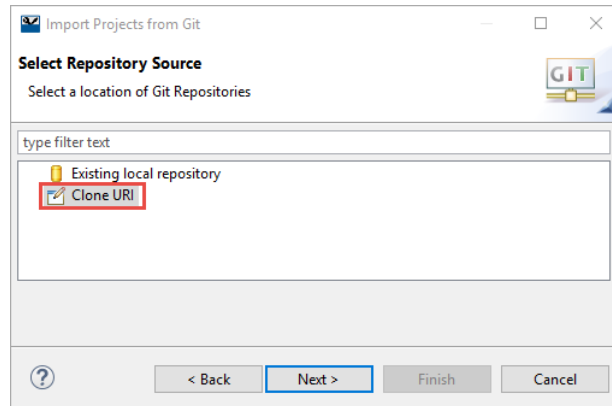 Import Projects from Git
Select Repository Source
Select a location of Git Repositories
GIT
type filter text
Existing local repository
Clone URI
? < Back Next > Finish Cancel